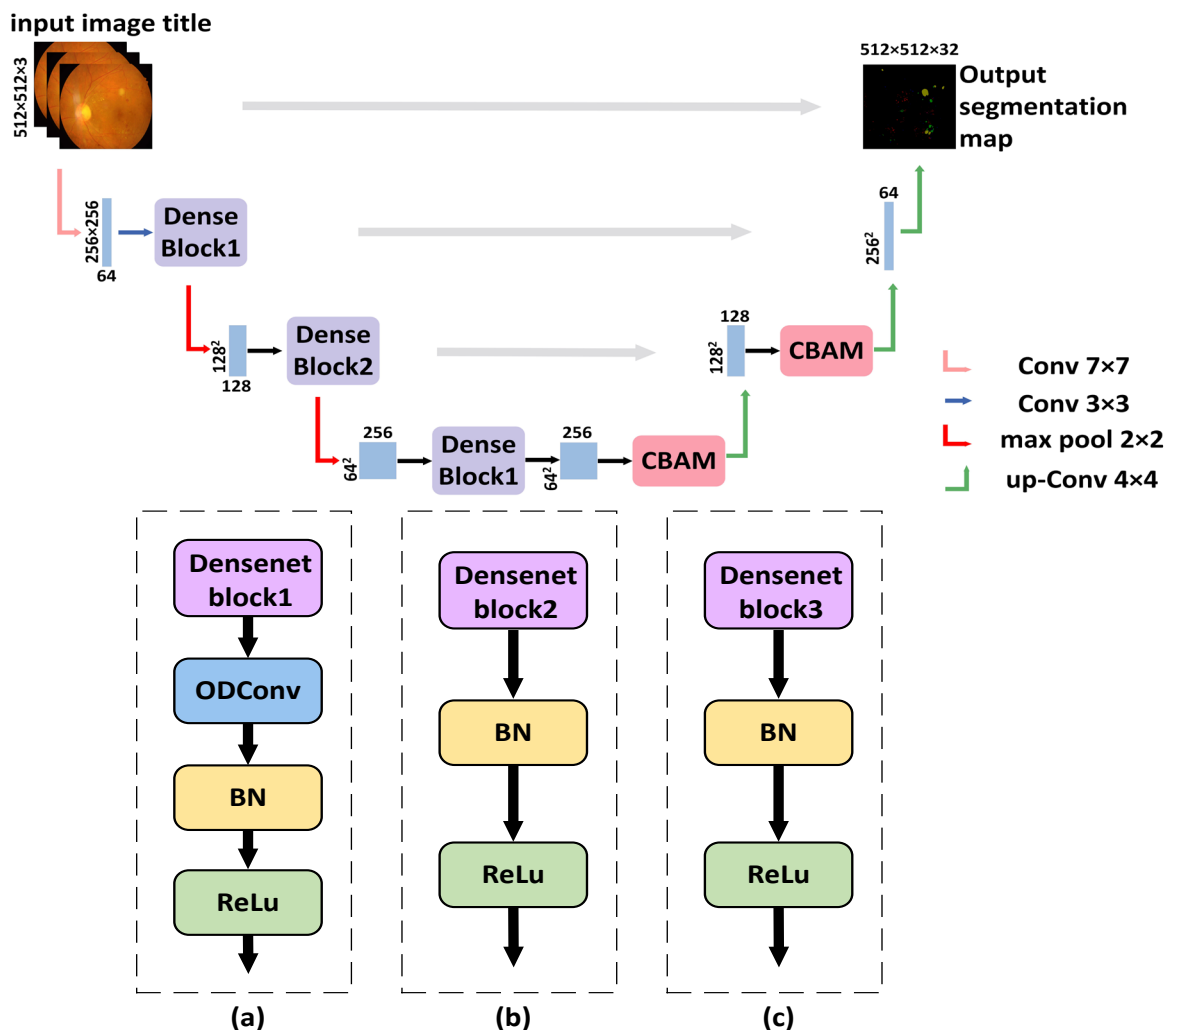 input image title
512×512×3
512×512×32
Output
segmentation
map
256×256
64
Dense
Block1
64
256²
128²
128
Dense
Block2
128
128²
CBAM
256
64²
Dense
Block1
256
64²
CBAM
Conv 7×7
Conv 3×3
max pool 2×2
up-Conv 4×4
Densenet
block1
ODConv
BN
ReLu
(a)
Densenet
block2
BN
ReLu
(b)
Densenet
block3
BN
ReLu
(c)